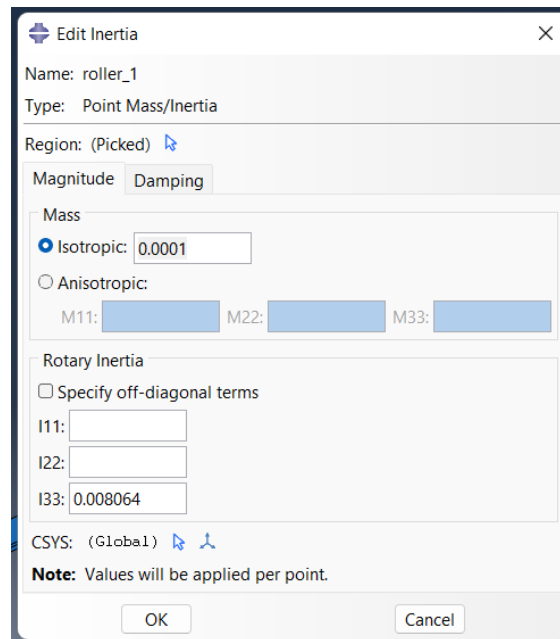 Edit Inertia
Name: roller_1
Type: Point Mass/Inertia
Region: (Picked)
Magnitude Damping
Mass
Isotropic: 0.0001
Anisotropic:
M11: M22: M33:
Rotary Inertia
Specify off-diagonal terms
I11:
I22:
I33: 0.008064
CSYS: (Global)
Note: Values will be applied per point.
OK Cancel